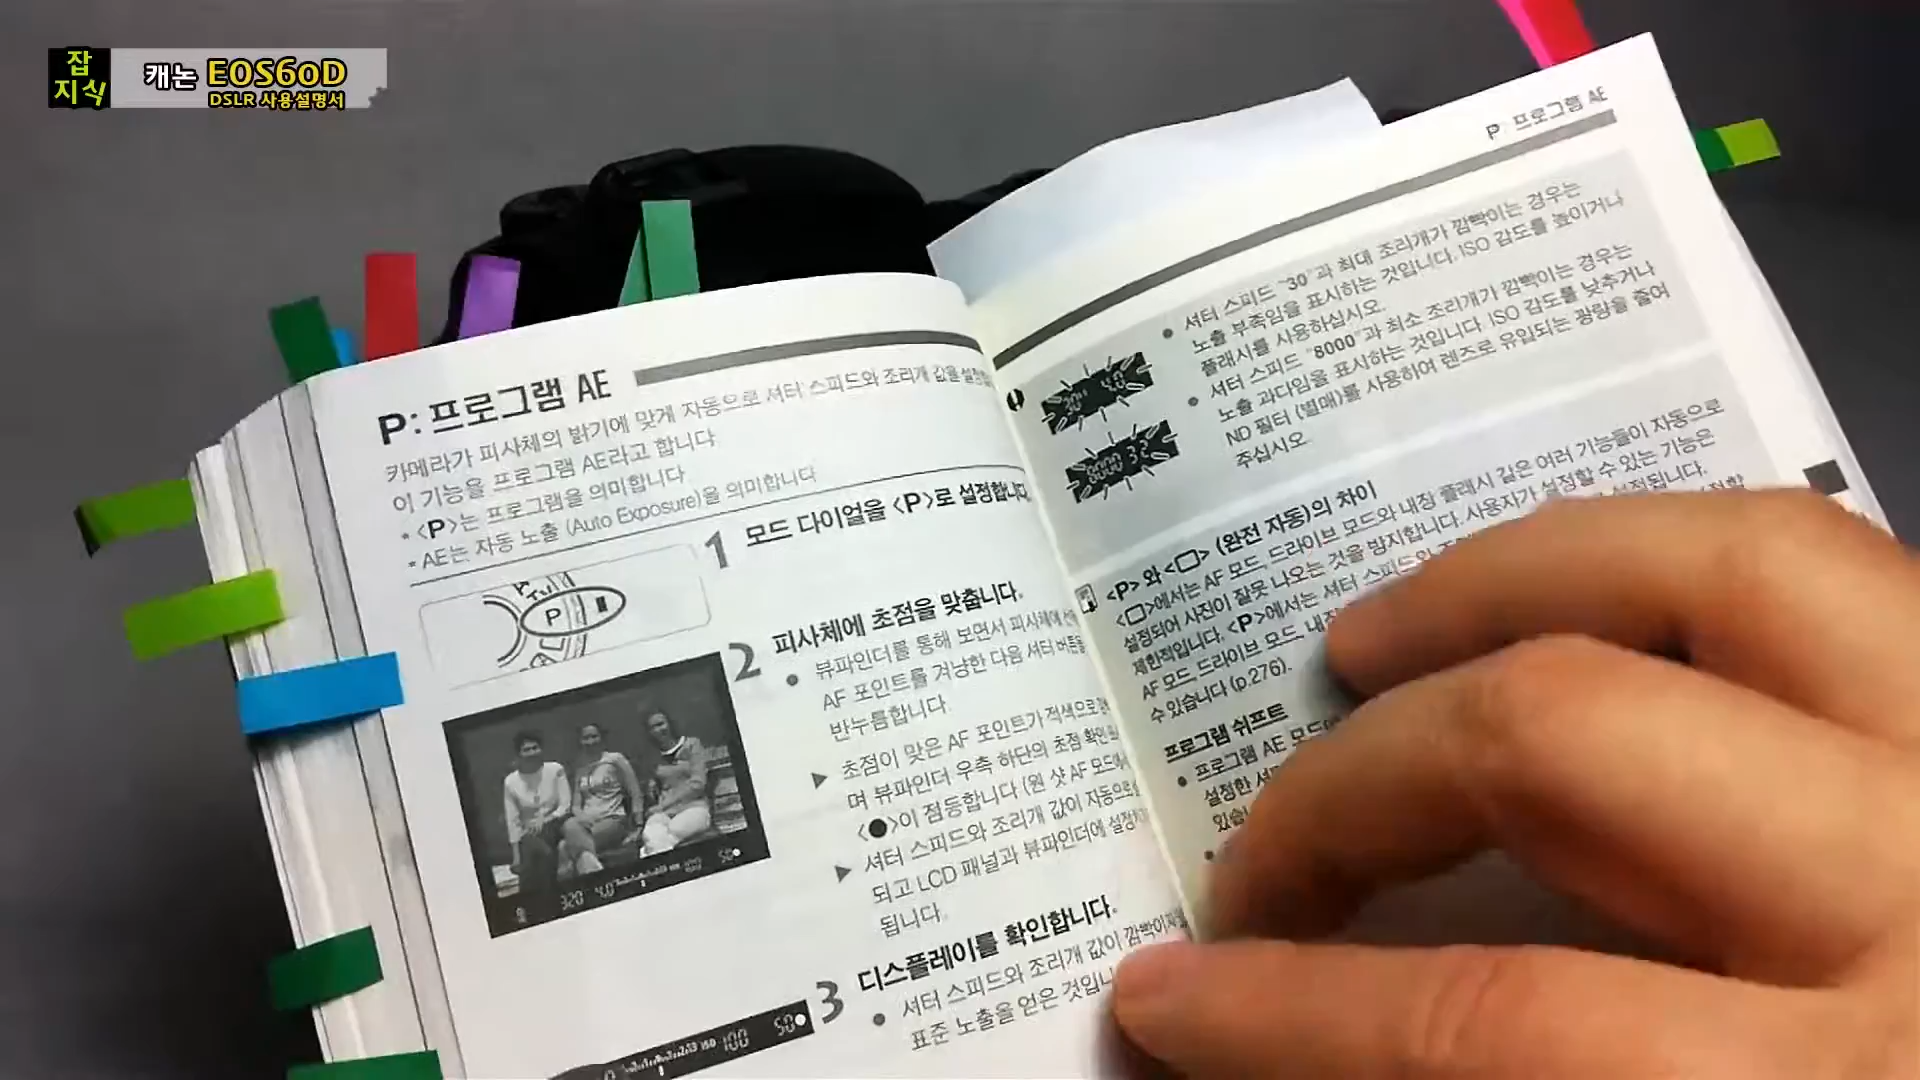 잡
지식
캐논 EOS60D
DSLR 사용설명서
P: 프로그램 AE
카메라가 피사체의 밝기에 맞게 자동으로 셔터 스피드와 조리개 값을
이 기능을 프로그램 AE라고 합니다.
* <P>는 프로그램을 의미합니다.
* AE는 자동 노출 (Auto Exposure)을 의미합니다.
1 모드 다이얼을 <P>로 설정합니다.
P
2 피사체에 초점을 맞춥니다.
● 뷰파인더를 통해 보면서 피사체에
AF 포인트를 겨냥한 다음 셔터 버튼을
반누름합니다.
▶ 초점이 맞은 AF 포인트가 적색으로
며 뷰파인더 우측 하단의 초점 확인
<●>이 점등합니다 (원 샷 AF
▶ 셔터 스피드와 조리개 값이 자동으로
되고 LCD 패널과 뷰파인더에
됩니다.
320 4.0 50
3 디스플레이를 확인합니다.
● 셔터 스피드와 조리개 값이
표준 노출을 얻은
ISO 100 50
P: 프로그램 AE
● 셔터 스피드 "30"과 최대 조리개가 깜빡이는 경우는
노출 부족임을 표시하는 것입니다. ISO 감도를 높이거나
플래시를 사용하십시오.
● 셔터 스피드 "8000"과 최소 조리개가 깜빡이는 경우는
노출 과다임을 표시하는 것입니다. ISO 감도를 낮추거나
ND 필터 (별매)를 사용하여 렌즈로 유입되는 광량을 줄여
주십시오.
30" 4.0
8000 32
<P>와 <□> (완전 자동)의 차이
<□>에서는 AF 모드, 드라이브 모드와 내장 플래시 같은 여러 기능들이 자동으로
설정되어 사진이 잘못 나오는 것을 방지합니다. 사용자가 설정할 수 있는 기능은
제한적입니다. <P>에서는 셔터 스피드와
AF 모드, 드라이브 모드,
수 있습니다 (p.276).
프로그램 쉬프트
● 프로그램 AE
설정한